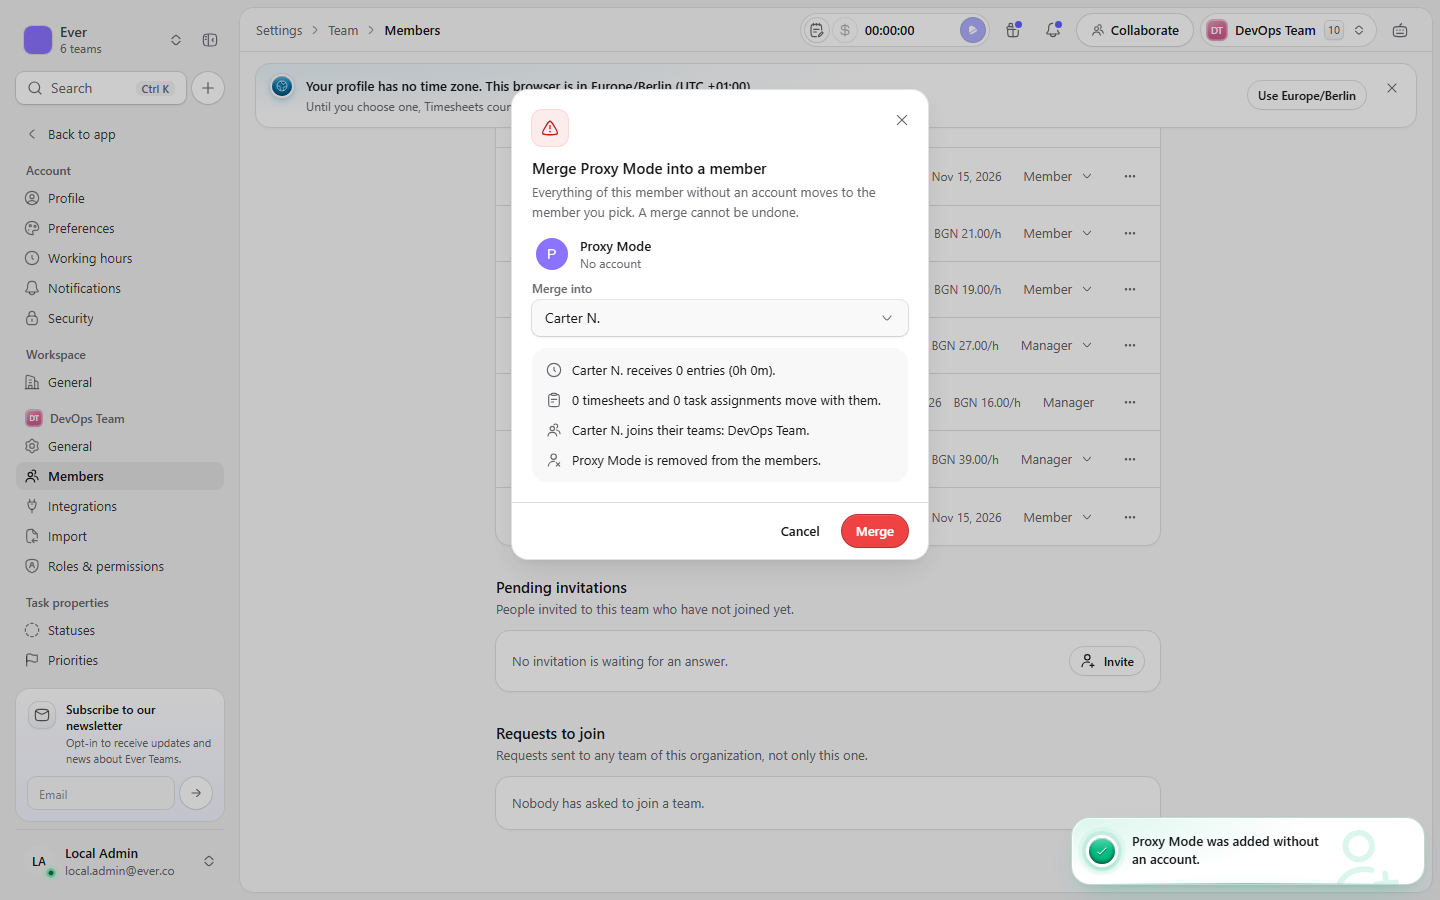 Ever
6 teams
Search
Ctrl K
Back to app
Account
Profile
Preferences
Working hours
Notifications
Security
Workspace
General
DT
DevOps Team
General
Members
Integrations
Import
Roles & permissions
Task properties
Statuses
Priorities
Subscribe to our
newsletter
Opt-in to receive updates and
news about Ever Teams.
Email
LA
Local Admin
local.admin@ever.co
Settings
Team
Members
00:00:00
Collaborate
DT
DevOps Team
10
Your profile has no time zone. This browser is in Europe/Berlin (UTC +01:00)
Until you choose one, Timesheets cour
Use Europe/Berlin
Nov 15, 2026 Member
BGN 21.00/h Member
BGN 19.00/h Member
BGN 27.00/h Manager
26 BGN 16.00/h Manager
BGN 39.00/h Manager
Nov 15, 2026 Member
Merge Proxy Mode into a member
Everything of this member without an account moves to the
member you pick. A merge cannot be undone.
P
Proxy Mode
No account
Merge into
Carter N.
Carter N. receives 0 entries (0h 0m).
0 timesheets and 0 task assignments move with them.
Carter N. joins their teams: DevOps Team.
Proxy Mode is removed from the members.
Cancel
Merge
Pending invitations
People invited to this team who have not joined yet.
No invitation is waiting for an answer.
Invite
Requests to join
Requests sent to any team of this organization, not only this one.
Nobody has asked to join a team.
Proxy Mode was added without
an account.